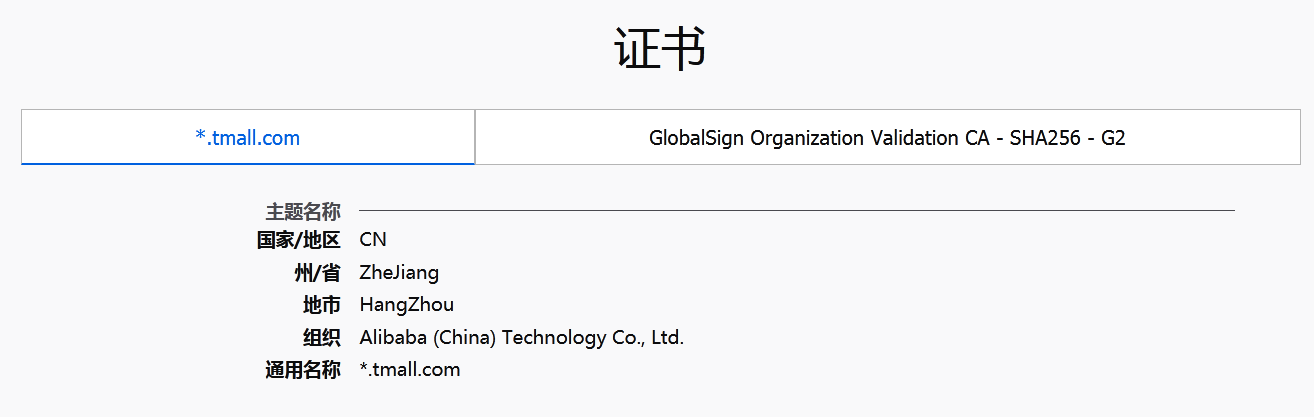 证书
*.tmall.com
GlobalSign Organization Validation CA - SHA256 - G2
主题名称
国家/地区 CN
州/省 ZheJiang
地市 HangZhou
组织 Alibaba (China) Technology Co., Ltd.
通用名称 *.tmall.com